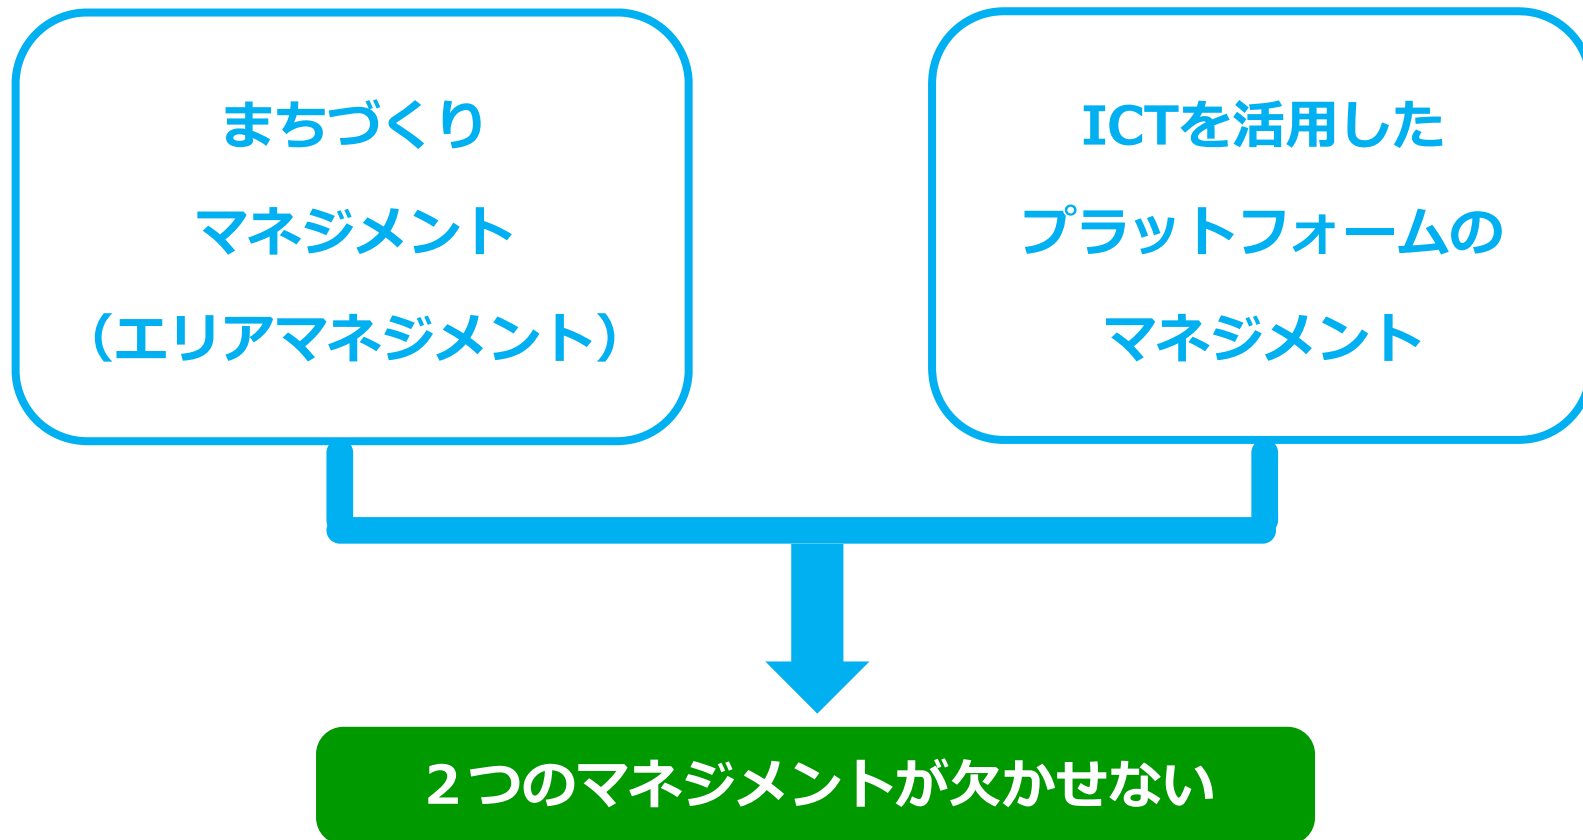 まちづくり
マネジメント
（エリアマネジメント）
ICTを活用した
プラットフォームの
マネジメント
２つのマネジメントが欠かせない